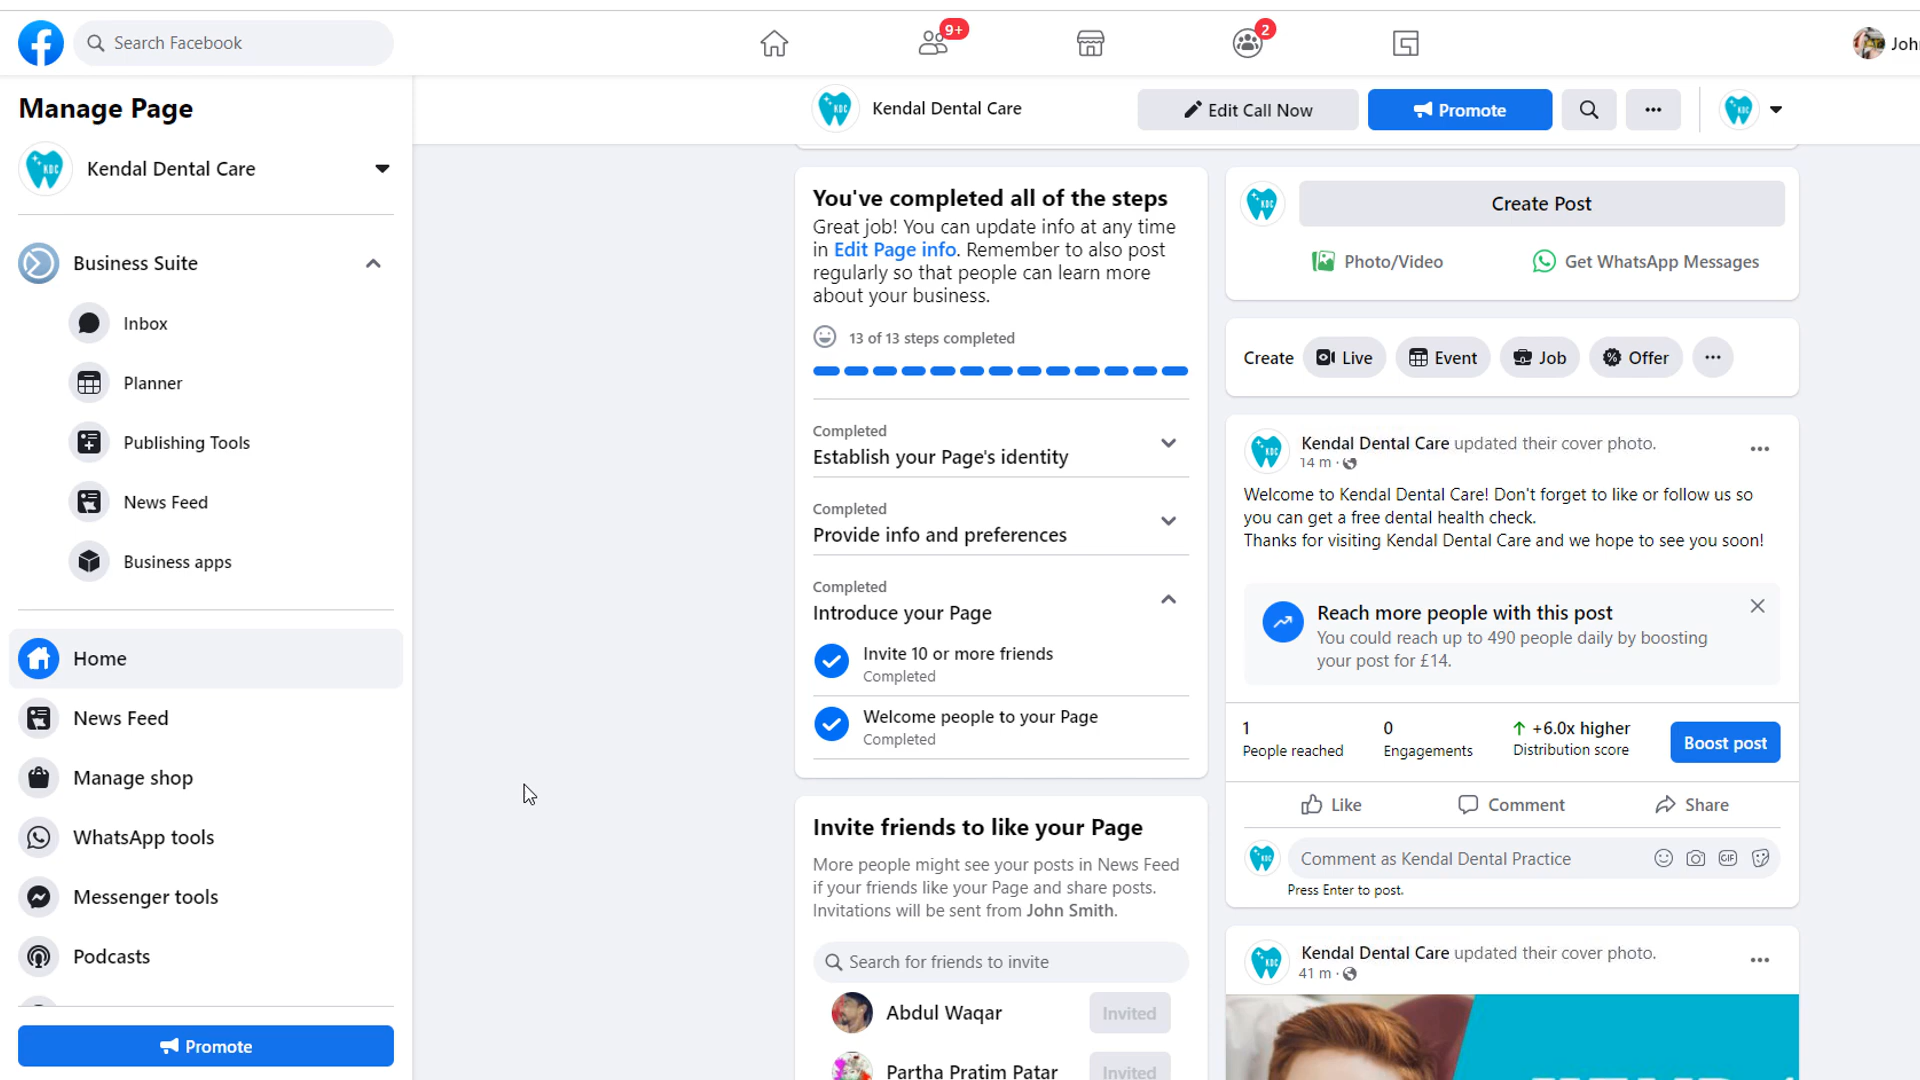 Search Facebook
9+
2
Joh
Manage Page
Kendal Dental Care
Business Suite
Inbox
Planner
Publishing Tools
News Feed
Business apps
Home
News Feed
Manage shop
WhatsApp tools
Messenger tools
Podcasts
Promote
KDC
Kendal Dental Care
Edit Call Now
Promote
You've completed all of the steps
Great job! You can update info at any time
in Edit Page info. Remember to also post
regularly so that people can learn more
about your business.
13 of 13 steps completed
Completed
Establish your Page's identity
Completed
Provide info and preferences
Completed
Introduce your Page
Invite 10 or more friends
Completed
Welcome people to your Page
Completed
Invite friends to like your Page
More people might see your posts in News Feed
if your friends like your Page and share posts.
Invitations will be sent from John Smith.
Search for friends to invite
Abdul Waqar
Invited
Partha Pratim Patar
Invited
Create Post
Photo/Video
Get WhatsApp Messages
Create
Live
Event
Job
Offer
Kendal Dental Care updated their cover photo.
14 m ·
Welcome to Kendal Dental Care! Don't forget to like or follow us so
you can get a free dental health check.
Thanks for visiting Kendal Dental Care and we hope to see you soon!
Reach more people with this post
You could reach up to 490 people daily by boosting
your post for £14.
1
People reached
0
Engagements
+6.0x higher
Distribution score
Boost post
Like
Comment
Share
Comment as Kendal Dental Practice
GIF
Press Enter to post.
Kendal Dental Care updated their cover photo.
41 m ·